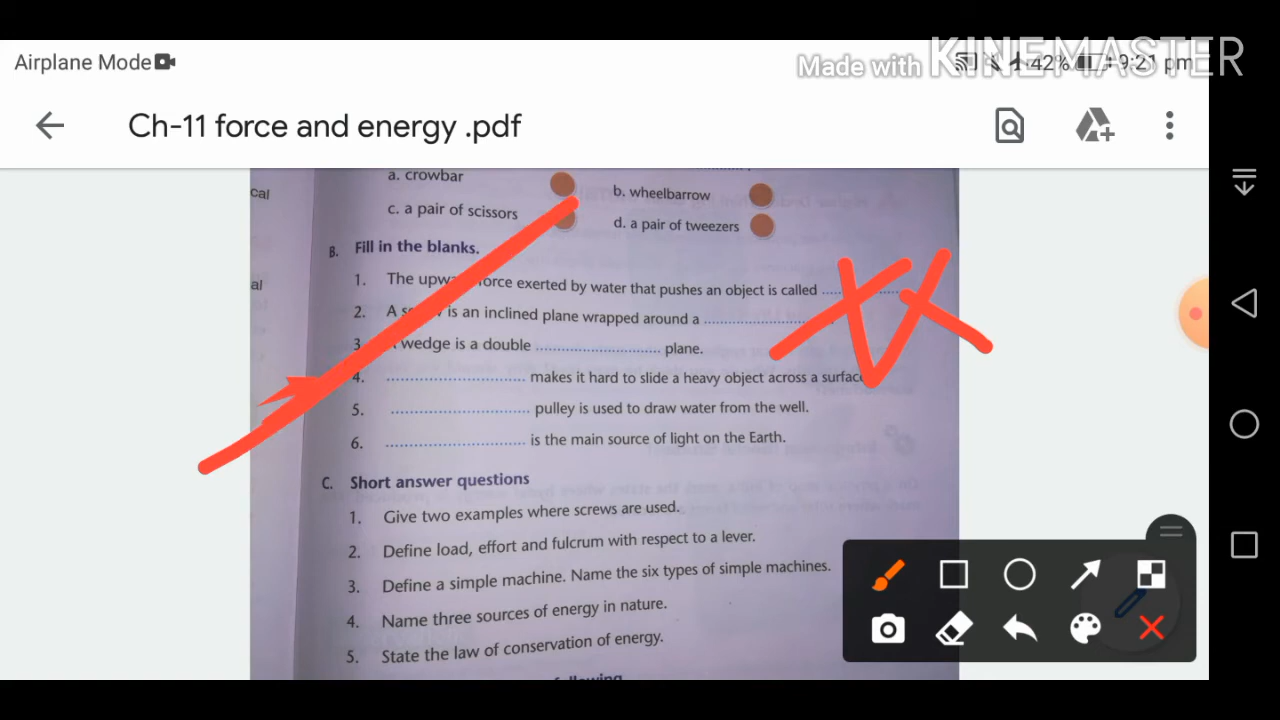 Airplane Mode
Made with KINEMASTER
42% 9:21 pm
Ch-11 force and energy .pdf
cal
a. crowbar
b. wheelbarrow
c. a pair of scissors
d. a pair of tweezers
B. Fill in the blanks.
al
1. The force exerted by water that pushes an object is called ..............
2. A is an inclined plane wrapped around a ..............
3. wedge is a double .............. plane.
4. .............. makes it hard to slide a heavy object across a
5. .............. pulley is used to draw water from the well.
6. .............. is the main source of light on the Earth.
C. Short answer questions
1. Give two examples where screws are used.
2. Define load, effort and fulcrum with respect to a lever.
3. Define a simple machine. Name the six types of simple machines.
4. Name three sources of energy in nature.
5. State the law of conservation of energy.